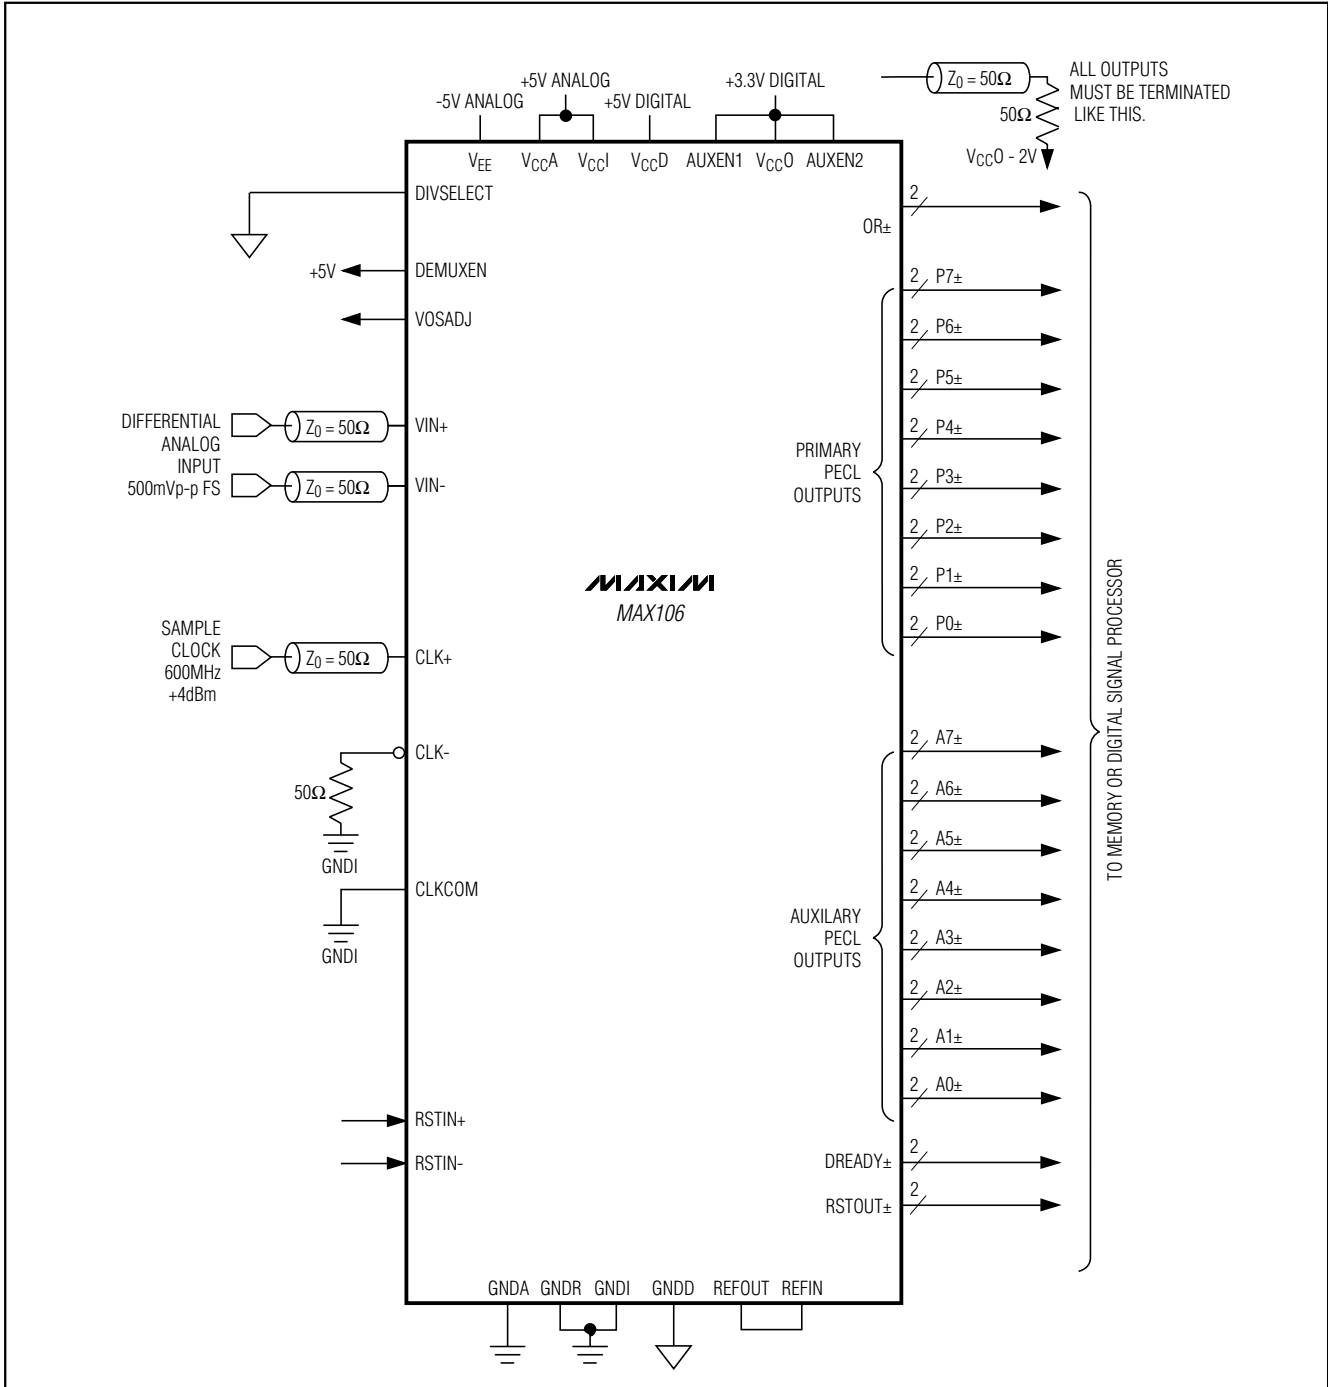 +5V ANALOG
-5V ANALOG
+5V DIGITAL
+3.3V DIGITAL
Z0 = 50Ω
50Ω
VCCO - 2V
ALL OUTPUTS
MUST BE TERMINATED
LIKE THIS.
VEE
VCCA
VCCI
VCCD
AUXEN1
VCCO
AUXEN2
DIVSELECT
+5V
DEMUXEN
VOSADJ
DIFFERENTIAL
ANALOG
INPUT
500mVp-p FS
Z0 = 50Ω
VIN+
Z0 = 50Ω
VIN-
MAXIM
MAX106
SAMPLE
CLOCK
600MHz
+4dBm
Z0 = 50Ω
CLK+
CLK-
50Ω
GNDI
CLKCOM
GNDI
RSTIN+
RSTIN-
OR±
2
PRIMARY
PECL
OUTPUTS
2 P7±
2 P6±
2 P5±
2 P4±
2 P3±
2 P2±
2 P1±
2 P0±
AUXILARY
PECL
OUTPUTS
2 A7±
2 A6±
2 A5±
2 A4±
2 A3±
2 A2±
2 A1±
2 A0±
DREADY±
2
RSTOUT±
2
TO MEMORY OR DIGITAL SIGNAL PROCESSOR
GNDA
GNDR
GNDI
GNDD
REFOUT
REFIN